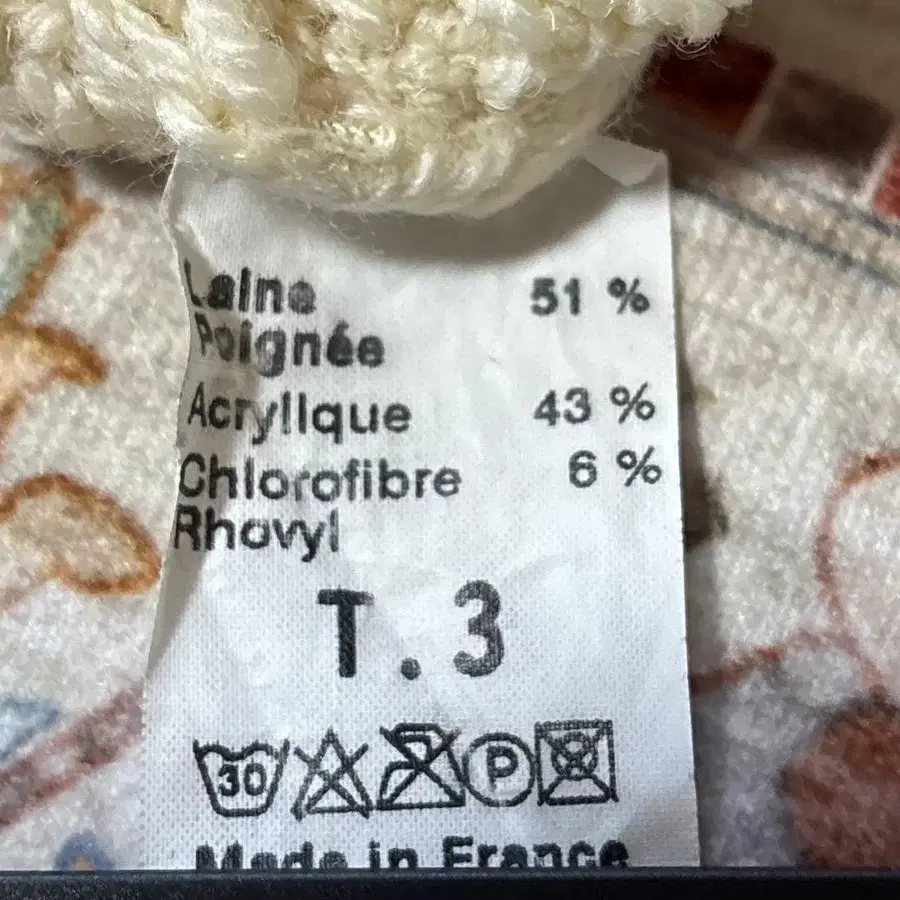 Laine 51 %
Peignée
Acrylique 43 %
Chlorofibre 6 %
Rhovyl
T.3
30 P
Made in France